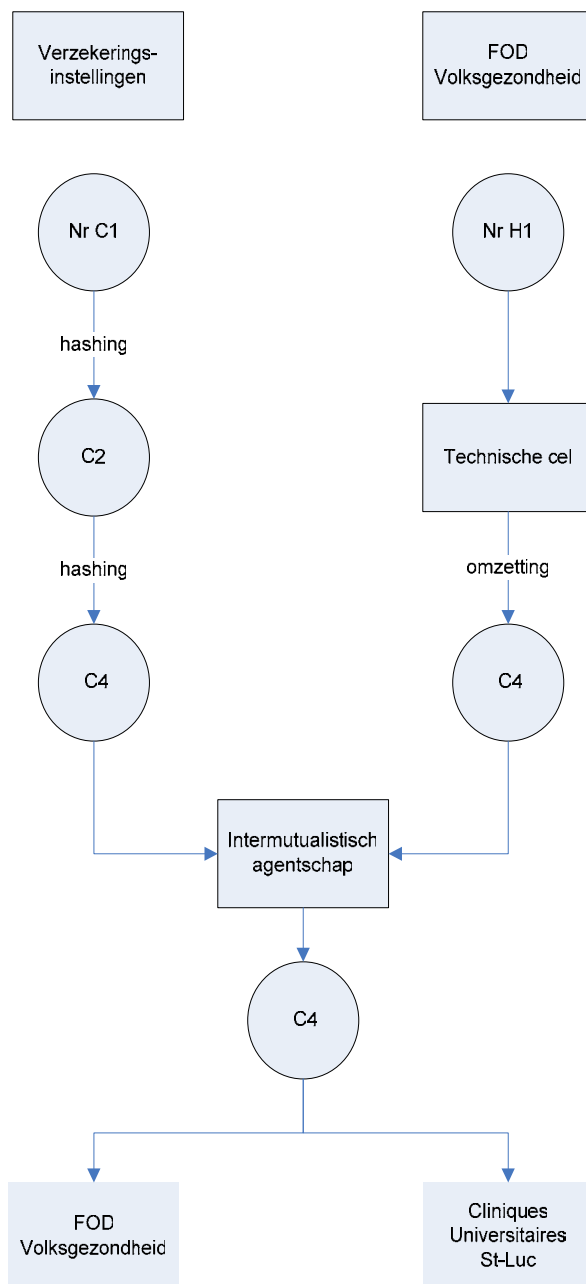 Verzekerings-
instellingen
FOD
Volksgezondheid
Nr C1
Nr H1
hashing
C2
Technische cel
hashing
omzetting
C4
C4
Intermutualistisch
agentschap
C4
FOD
Volksgezondheid
Cliniques
Universitaires
St-Luc